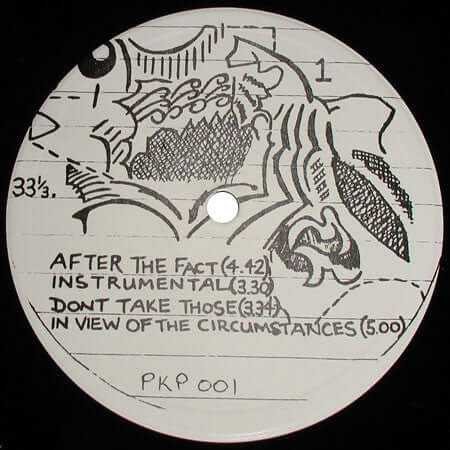 1
33⅓.
AFTER THE FACT (4.42)
INSTRUMENTAL (3.30)
DONT TAKE THOSE (3.34)
IN VIEW OF THE CIRCUMSTANCES (5.00)
PKP 001